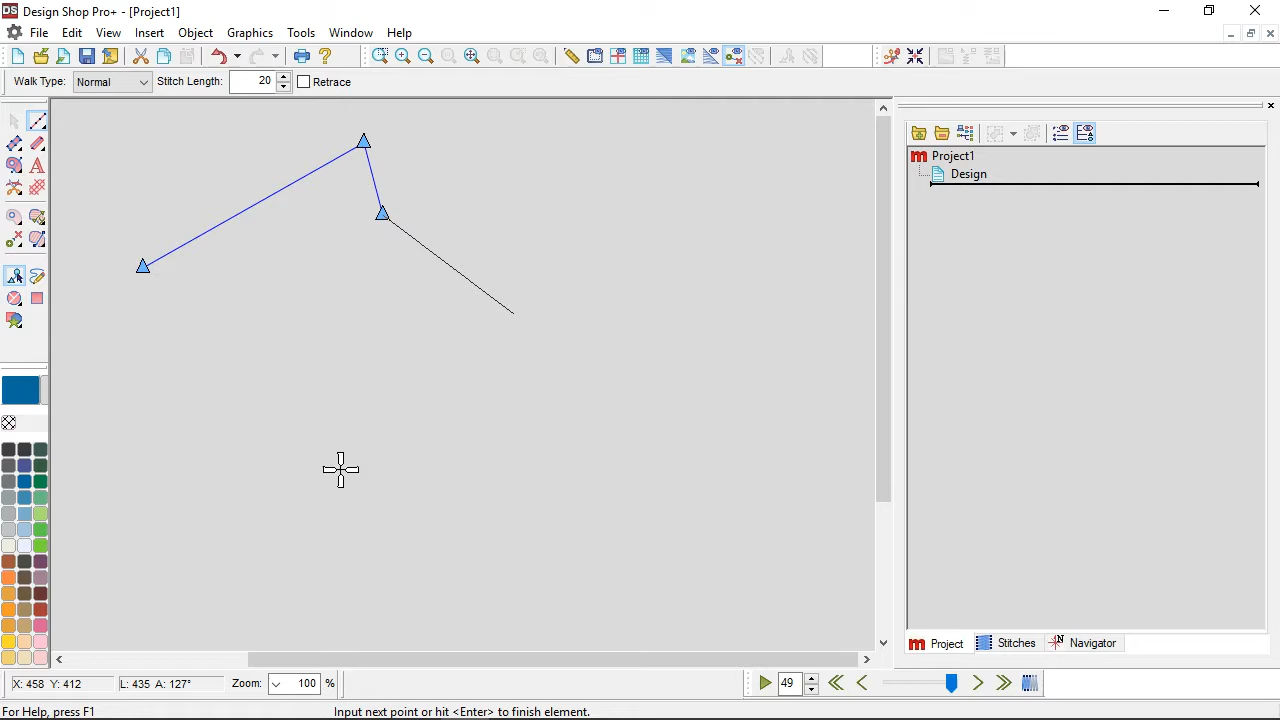 DS Design Shop Pro+ - [Project1]
File Edit View Insert Object Graphics Tools Window Help
Walk Type: Normal Stitch Length: 20 Retrace
Project1
Design
Project Stitches Navigator
X: 458 Y: 412 L: 435 A: 127° Zoom: 100 % 49
For Help, press F1 Input next point or hit <Enter> to finish element.